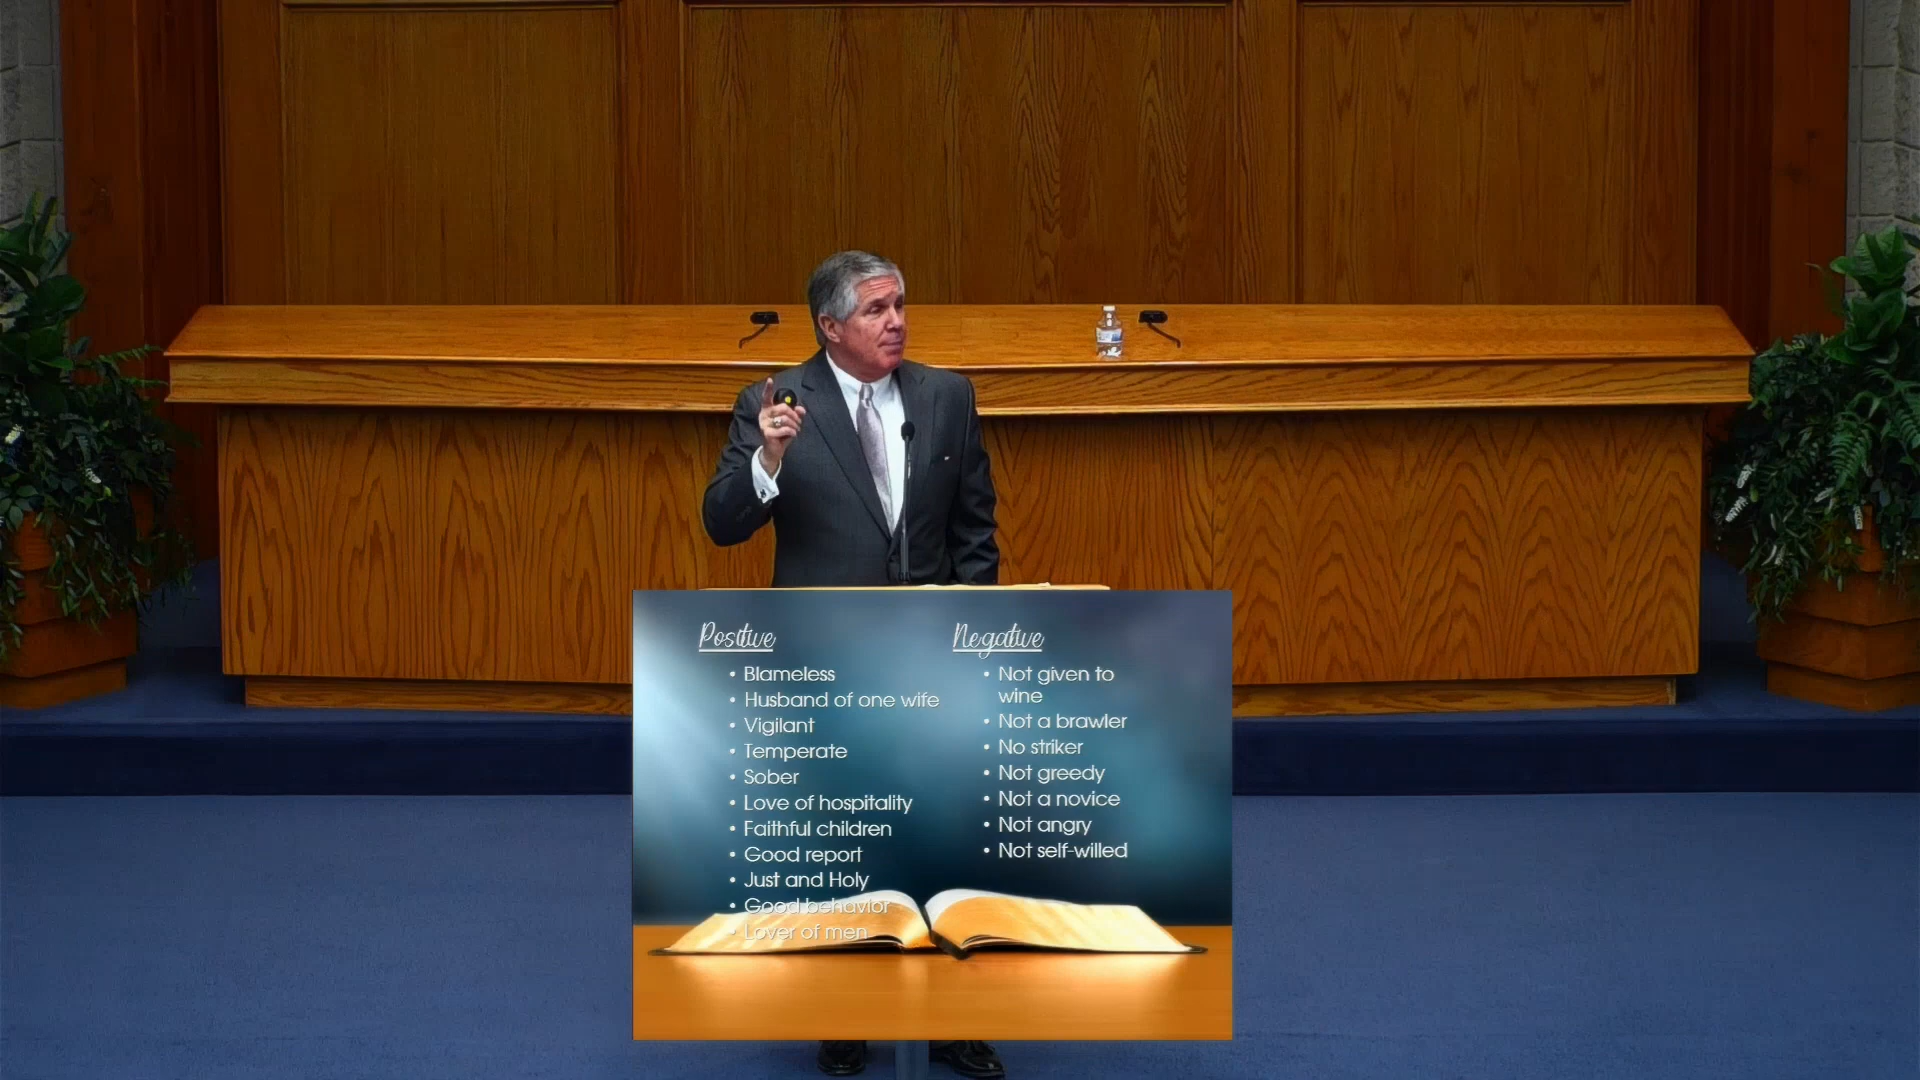 Positive
• Blameless
• Husband of one wife
• Vigilant
• Temperate
• Sober
• Love of hospitality
• Faithful children
• Good report
• Just and Holy
• Good behavior
• Lover of men
Negative
• Not given to
wine
• Not a brawler
• No striker
• Not greedy
• Not a novice
• Not angry
• Not self-willed